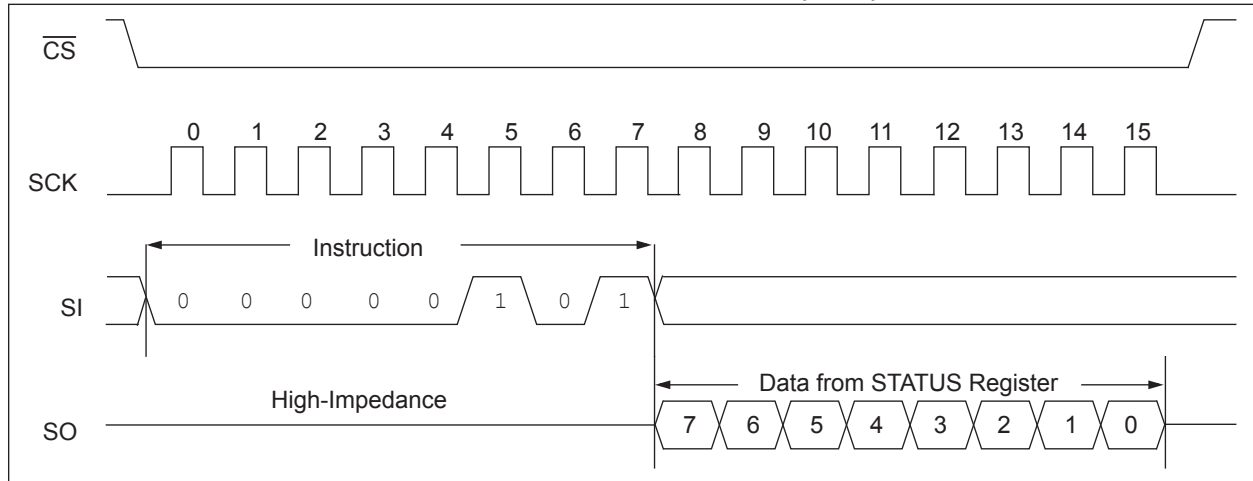 CS
0 1 2 3 4 5 6 7 8 9 10 11 12 13 14 15
SCK
Instruction
SI 0 0 0 0 0 1 0 1
Data from STATUS Register
High-Impedance
SO 7 6 5 4 3 2 1 0